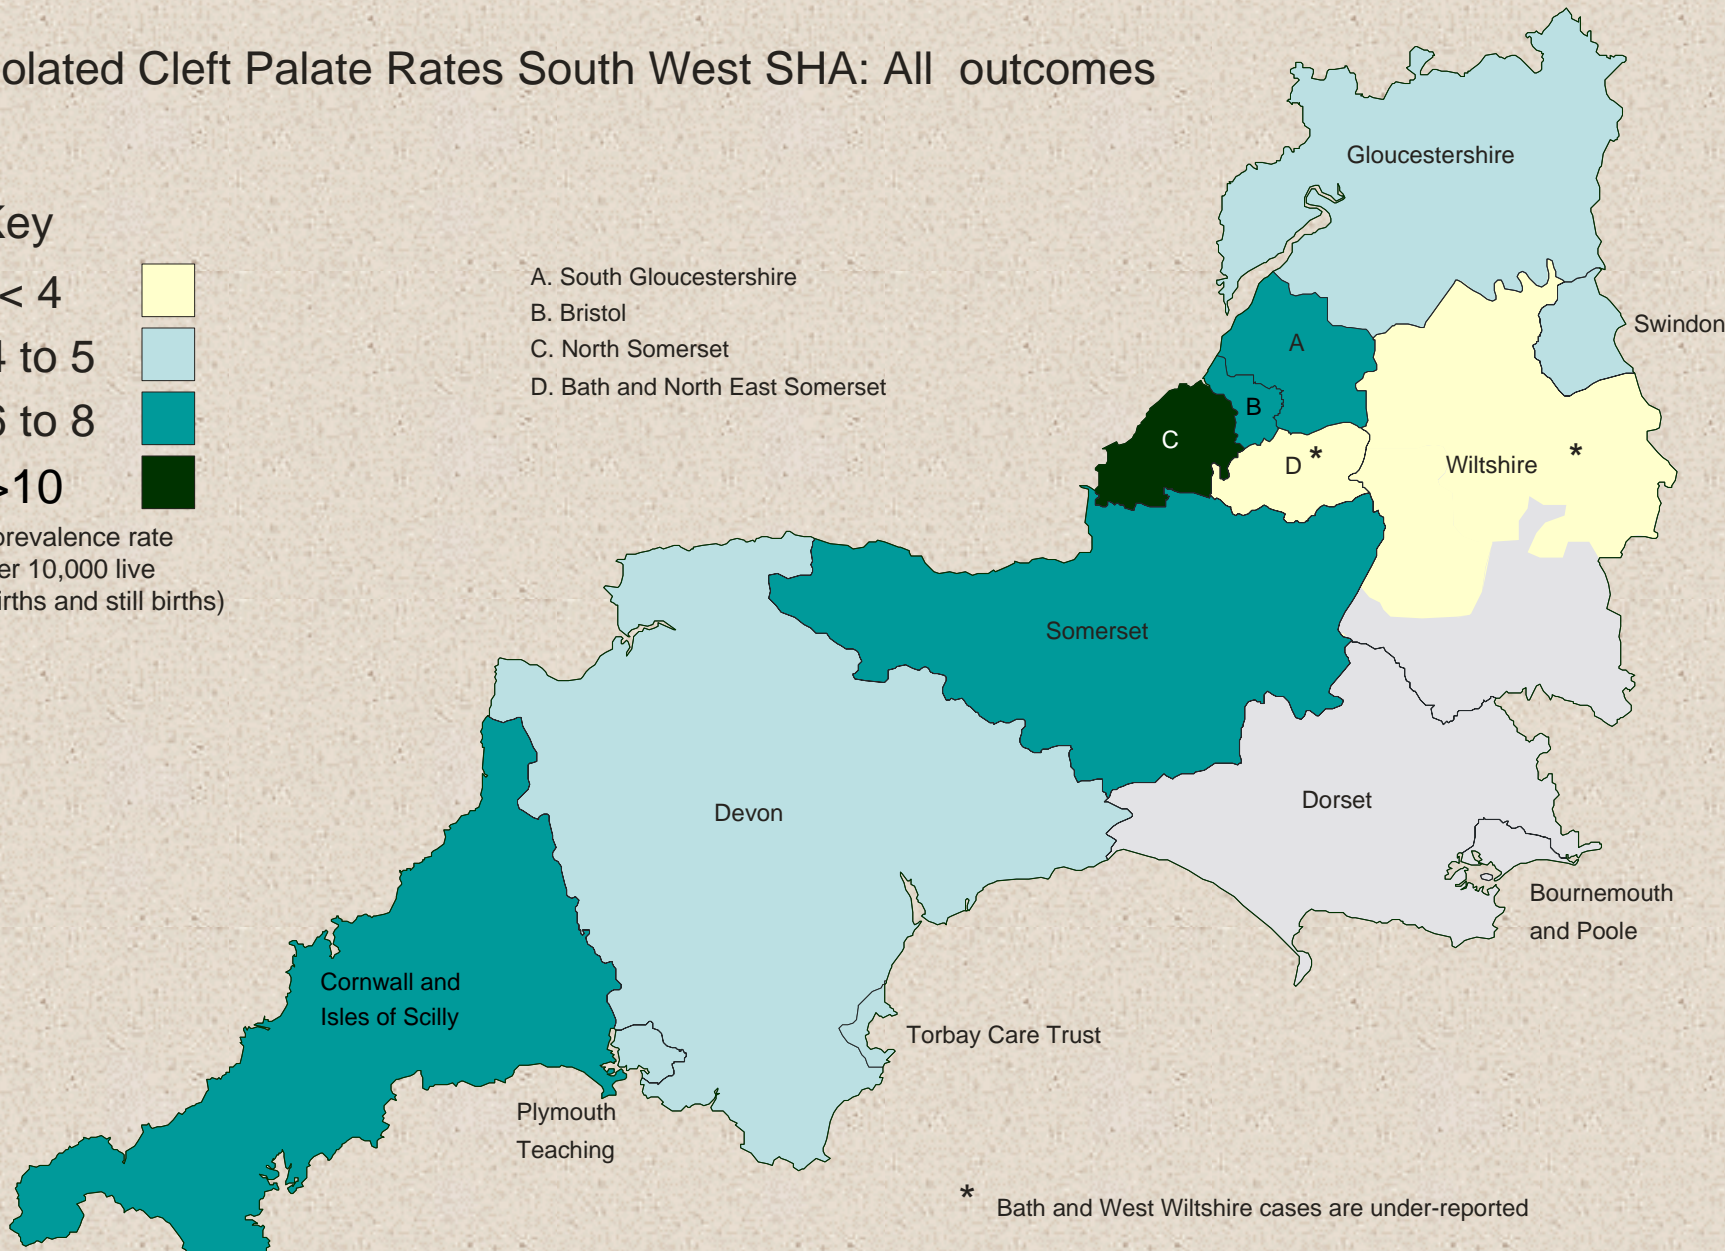 olated Cleft Palate Rates South West SHA: All outcomes
Key
< 4
4 to 5
6 to 8
>10
prevalence rate
er 10,000 live
irths and still births)
A. South Gloucestershire
B. Bristol
C. North Somerset
D. Bath and North East Somerset
Gloucestershire
Swindon
A
B
C
D *
Wiltshire *
Somerset
Devon
Dorset
Bournemouth
and Poole
Cornwall and
Isles of Scilly
Torbay Care Trust
Plymouth
Teaching
* Bath and West Wiltshire cases are under-reported